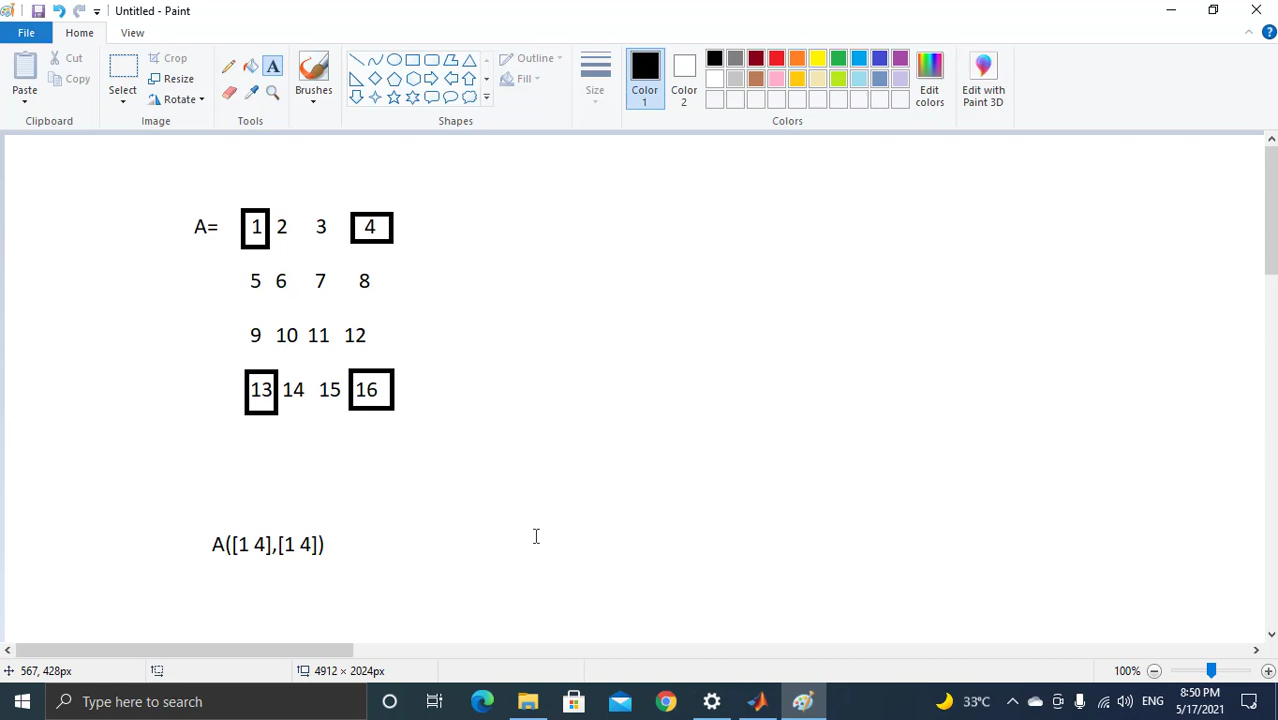 Untitled - Paint
File Home View
Paste
Cut
Copy
Clipboard
Select
Crop
Resize
Rotate
Image
A
Tools
Brushes
Shapes
Outline
Fill
Size
Color 1
Color 2
Colors
Edit colors
Edit with Paint 3D
A= 1 2 3 4
5 6 7 8
9 10 11 12
13 14 15 16
A([1 4],[1 4])
567, 428px
4912 × 2024px
100%
Type here to search
33°C
ENG
8:50 PM
5/17/2021